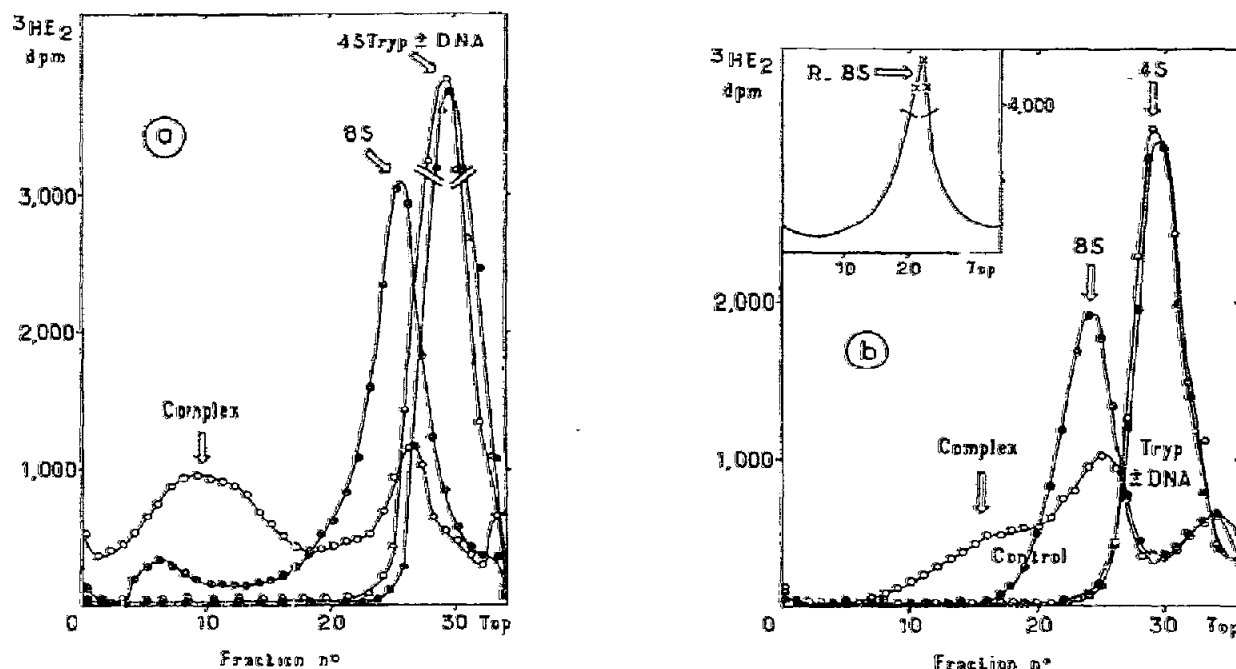 ³HE₂
dpm
4S Tryp ± DNA
a
8S
3,000
2,000
Complex
1,000
0
10
20
30
Top
Fraction n°
³HE₂
dpm
R_ 8S
4,000
10
20
Top
4S
8S
2,000
b
Complex
1,000
Tryp
± DNA
Control
0
10
20
30
Top
Fraction n°